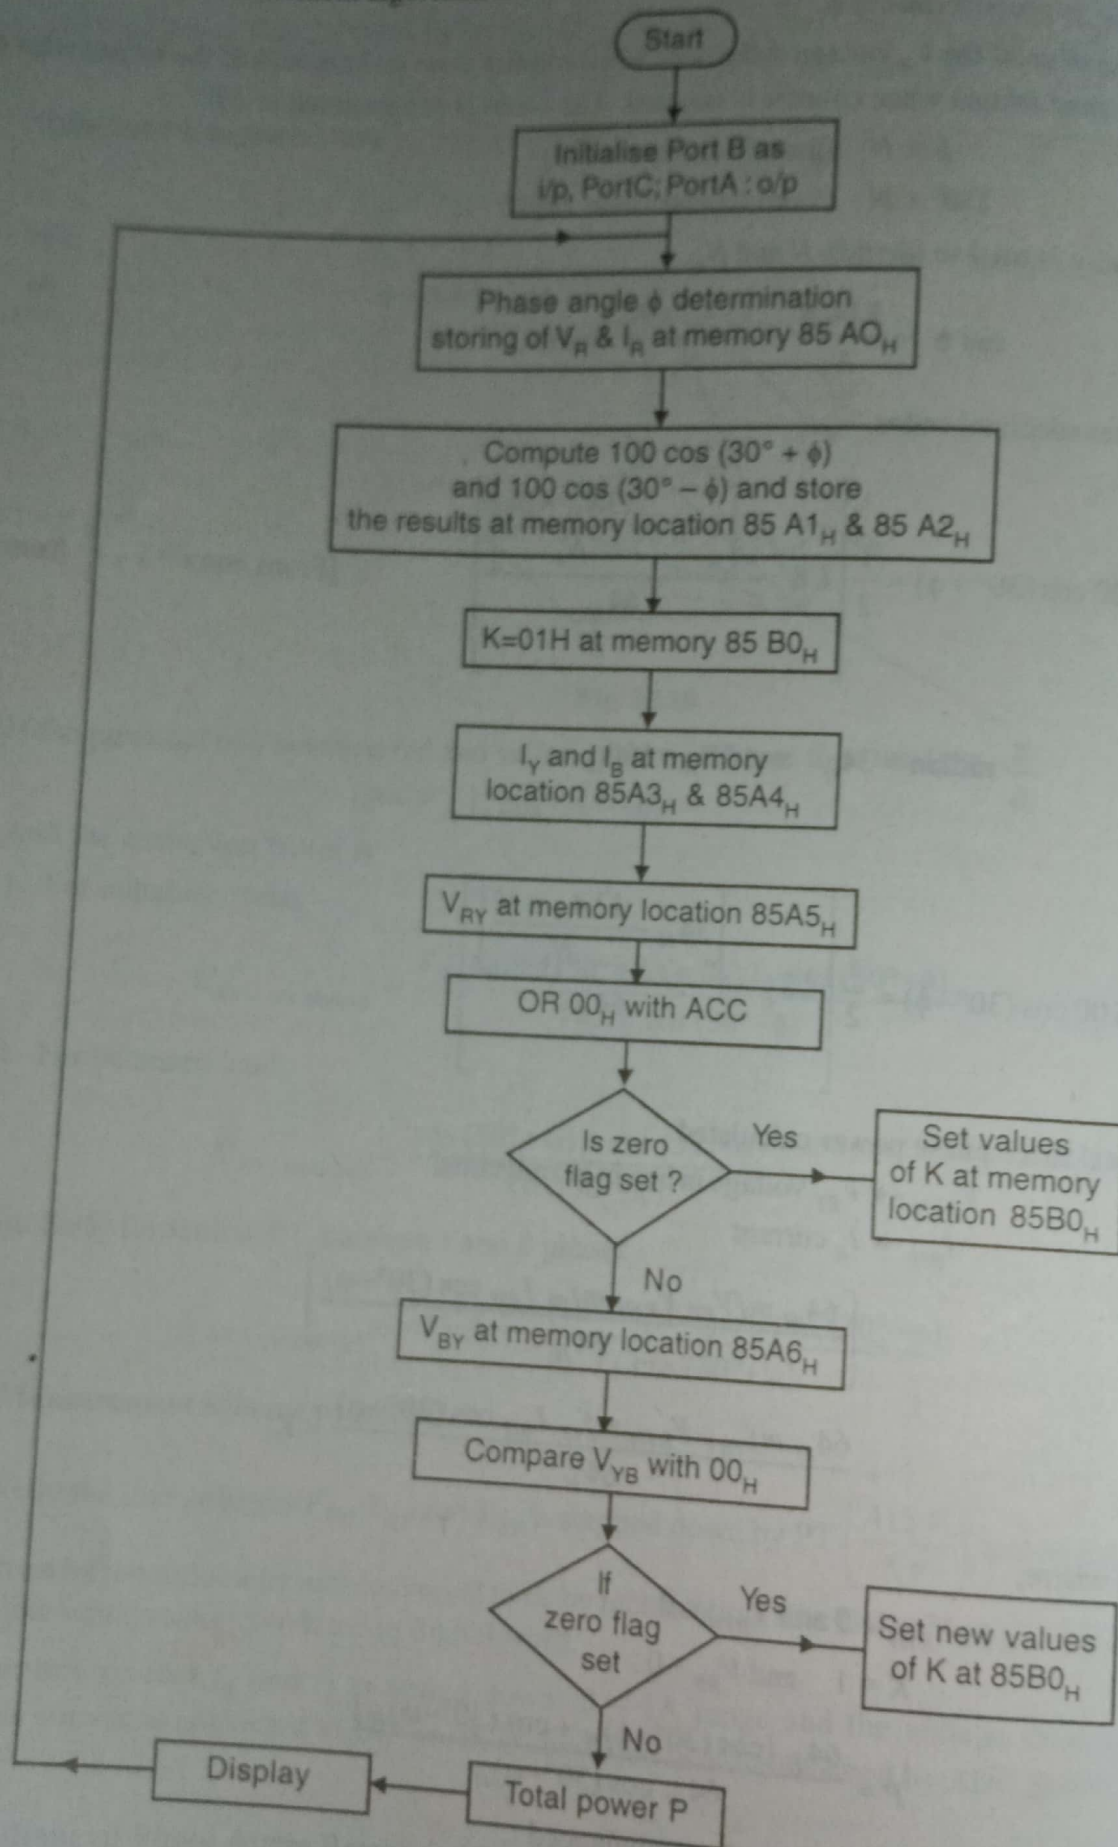 Start
Initialise Port B as
i/p, PortC; PortA : o/p
Phase angle ϕ determination
storing of V_R & I_R at memory 85 AO_H
Compute 100 cos (30° + ϕ)
and 100 cos (30° − ϕ) and store
the results at memory location 85 A1_H & 85 A2_H
K=01H at memory 85 B0_H
I_Y and I_B at memory
location 85A3_H & 85A4_H
V_RY at memory location 85A5_H
OR 00_H with ACC
Is zero
flag set ?
Yes
Set values
of K at memory
location 85B0_H
No
V_BY at memory location 85A6_H
Compare V_YB with 00_H
If
zero flag
set
Yes
Set new values
of K at 85B0_H
No
Total power P
Display